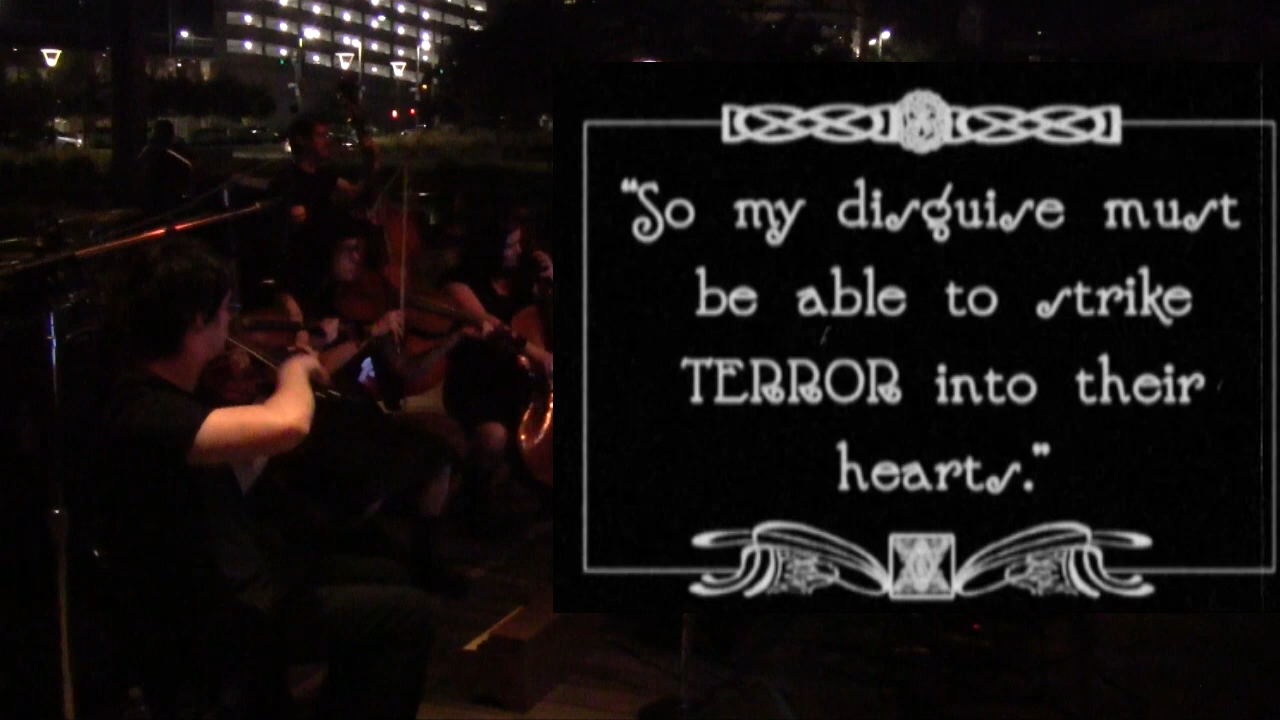 “So my disguise must
be able to strike
TERROR into their
hearts.”